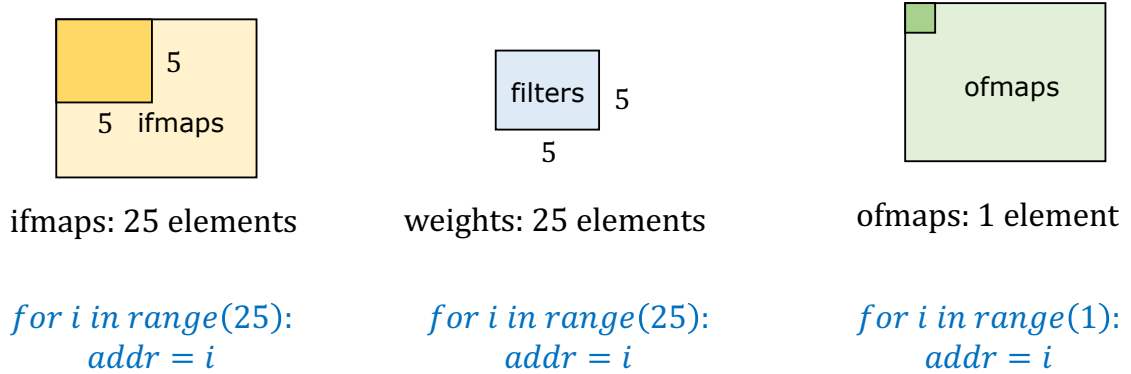 5
5
ifmaps
filters
5
5
ofmaps
ifmaps: 25 elements
weights: 25 elements
ofmaps: 1 element
for i in range(25):
addr = i
for i in range(25):
addr = i
for i in range(1):
addr = i